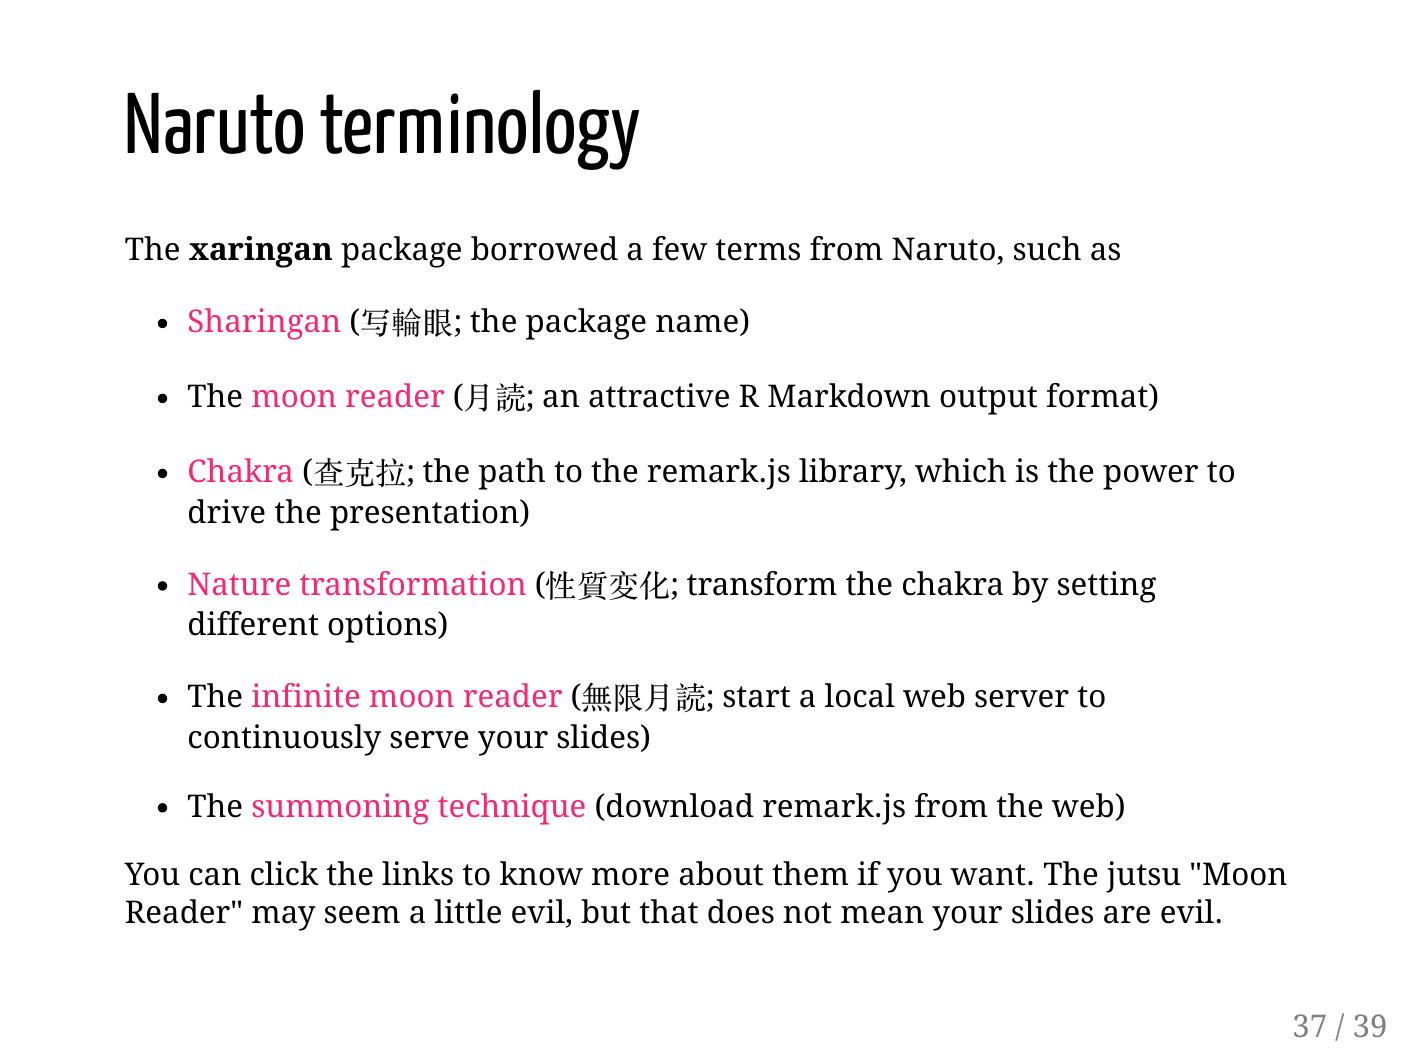 Naruto terminology
The xaringan package borrowed a few terms from Naruto, such as
• Sharingan (写輪眼; the package name)
• The moon reader (月読; an attractive R Markdown output format)
• Chakra (查克拉; the path to the remark.js library, which is the power to
drive the presentation)
• Nature transformation (性質変化; transform the chakra by setting
different options)
• The infinite moon reader (無限月読; start a local web server to
continuously serve your slides)
• The summoning technique (download remark.js from the web)
You can click the links to know more about them if you want. The jutsu "Moon
Reader" may seem a little evil, but that does not mean your slides are evil.
37 / 39